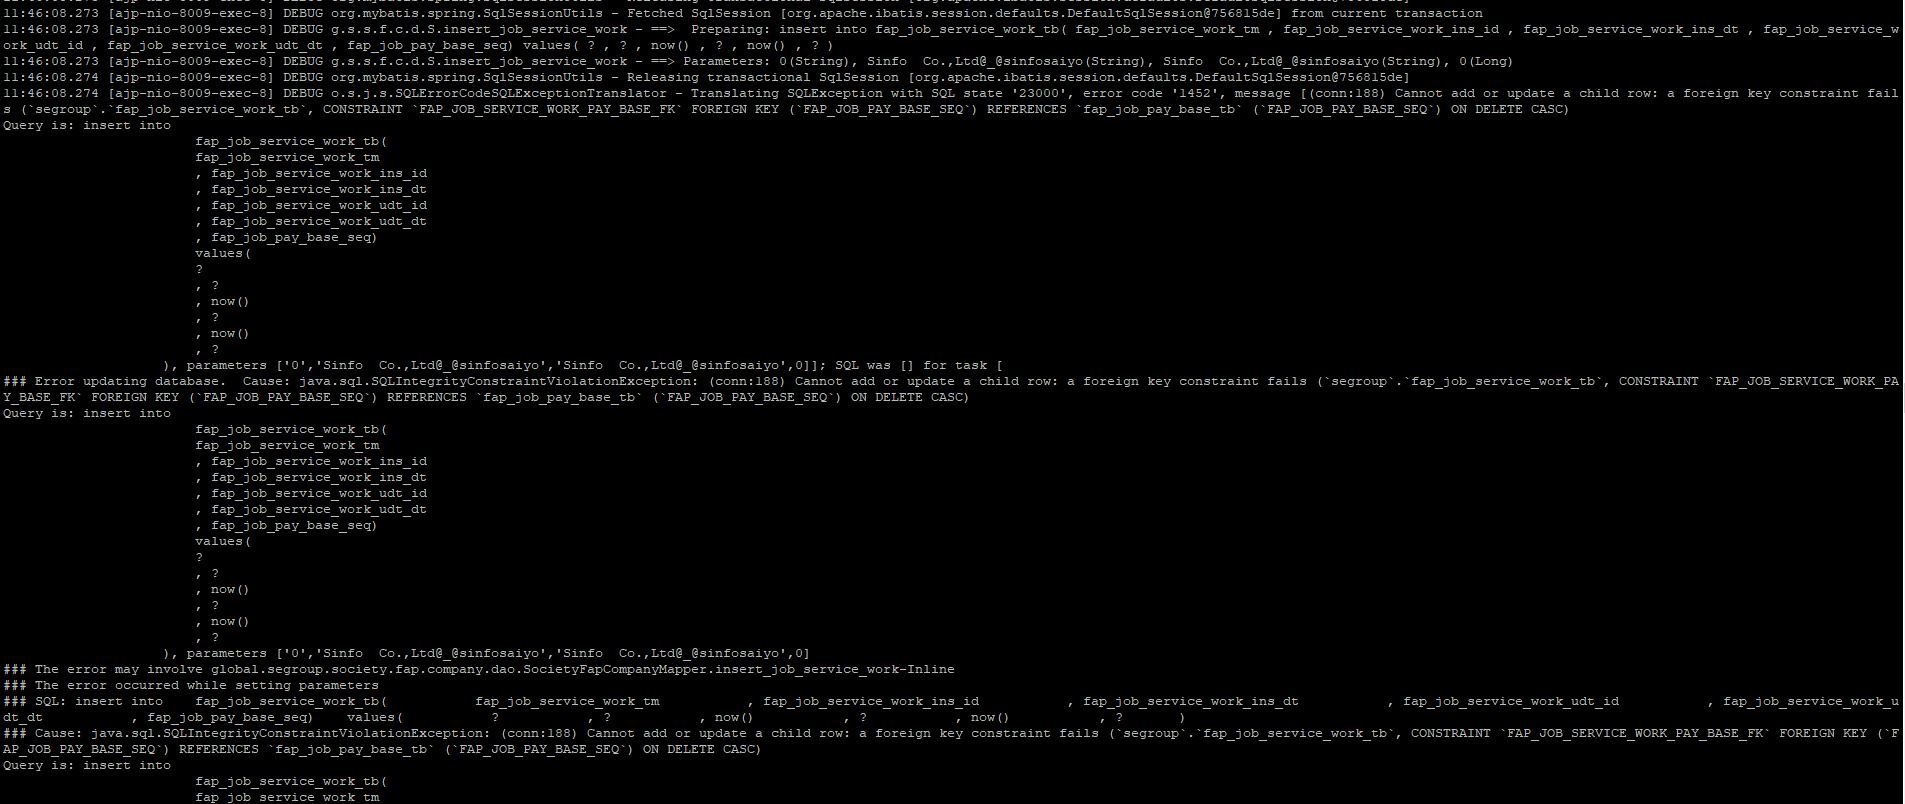 11:46:08.273 [ajp-nio-8009-exec-8] DEBUG org.mybatis.spring.SqlSessionUtils - Fetched SqlSession [org.apache.ibatis.session.defaults.DefaultSqlSession@756815de] from current transaction
11:46:08.273 [ajp-nio-8009-exec-8] DEBUG g.s.s.f.c.d.S.insert_job_service_work - ==>  Preparing: insert into fap_job_service_work_tb( fap_job_service_work_tm , fap_job_service_work_ins_id , fap_job_service_work_ins_dt , fap_job_service_w
ork_udt_id , fap_job_service_work_udt_dt , fap_job_pay_base_seq) values( ? , ? , now() , ? , now() , ? )
11:46:08.273 [ajp-nio-8009-exec-8] DEBUG g.s.s.f.c.d.S.insert_job_service_work - ==> Parameters: 0(String), Sinfo  Co.,Ltd@_@sinfosaiyo(String), Sinfo  Co.,Ltd@_@sinfosaiyo(String), 0(Long)
11:46:08.274 [ajp-nio-8009-exec-8] DEBUG org.mybatis.spring.SqlSessionUtils - Releasing transactional SqlSession [org.apache.ibatis.session.defaults.DefaultSqlSession@756815de]
11:46:08.274 [ajp-nio-8009-exec-8] DEBUG o.s.j.s.SQLErrorCodeSQLExceptionTranslator - Translating SQLException with SQL state '23000', error code '1452', message [(conn:188) Cannot add or update a child row: a foreign key constraint fail
s (`segroup`.`fap_job_service_work_tb`, CONSTRAINT `FAP_JOB_SERVICE_WORK_PAY_BASE_FK` FOREIGN KEY (`FAP_JOB_PAY_BASE_SEQ`) REFERENCES `fap_job_pay_base_tb` (`FAP_JOB_PAY_BASE_SEQ`) ON DELETE CASC)
Query is: insert into
fap_job_service_work_tb(
fap_job_service_work_tm
, fap_job_service_work_ins_id
, fap_job_service_work_ins_dt
, fap_job_service_work_udt_id
, fap_job_service_work_udt_dt
, fap_job_pay_base_seq)
values(
?
, ?
, now()
, ?
, now()
, ?
), parameters ['0','Sinfo  Co.,Ltd@_@sinfosaiyo','Sinfo  Co.,Ltd@_@sinfosaiyo',0]]; SQL was [] for task [
### Error updating database.  Cause: java.sql.SQLIntegrityConstraintViolationException: (conn:188) Cannot add or update a child row: a foreign key constraint fails (`segroup`.`fap_job_service_work_tb`, CONSTRAINT `FAP_JOB_SERVICE_WORK_PA
Y_BASE_FK` FOREIGN KEY (`FAP_JOB_PAY_BASE_SEQ`) REFERENCES `fap_job_pay_base_tb` (`FAP_JOB_PAY_BASE_SEQ`) ON DELETE CASC)
Query is: insert into
fap_job_service_work_tb(
fap_job_service_work_tm
, fap_job_service_work_ins_id
, fap_job_service_work_ins_dt
, fap_job_service_work_udt_id
, fap_job_service_work_udt_dt
, fap_job_pay_base_seq)
values(
?
, ?
, now()
, ?
, now()
, ?
), parameters ['0','Sinfo  Co.,Ltd@_@sinfosaiyo','Sinfo  Co.,Ltd@_@sinfosaiyo',0]
### The error may involve global.segroup.society.fap.company.dao.SocietyFapCompanyMapper.insert_job_service_work-Inline
### The error occurred while setting parameters
### SQL: insert into    fap_job_service_work_tb(           fap_job_service_work_tm           , fap_job_service_work_ins_id           , fap_job_service_work_ins_dt           , fap_job_service_work_udt_id           , fap_job_service_work_u
dt_dt           , fap_job_pay_base_seq)    values(           ?           , ?           , now()           , ?           , now()           , ?       )
### Cause: java.sql.SQLIntegrityConstraintViolationException: (conn:188) Cannot add or update a child row: a foreign key constraint fails (`segroup`.`fap_job_service_work_tb`, CONSTRAINT `FAP_JOB_SERVICE_WORK_PAY_BASE_FK` FOREIGN KEY (`F
AP_JOB_PAY_BASE_SEQ`) REFERENCES `fap_job_pay_base_tb` (`FAP_JOB_PAY_BASE_SEQ`) ON DELETE CASC)
Query is: insert into
fap_job_service_work_tb(
fap_job_service_work_tm